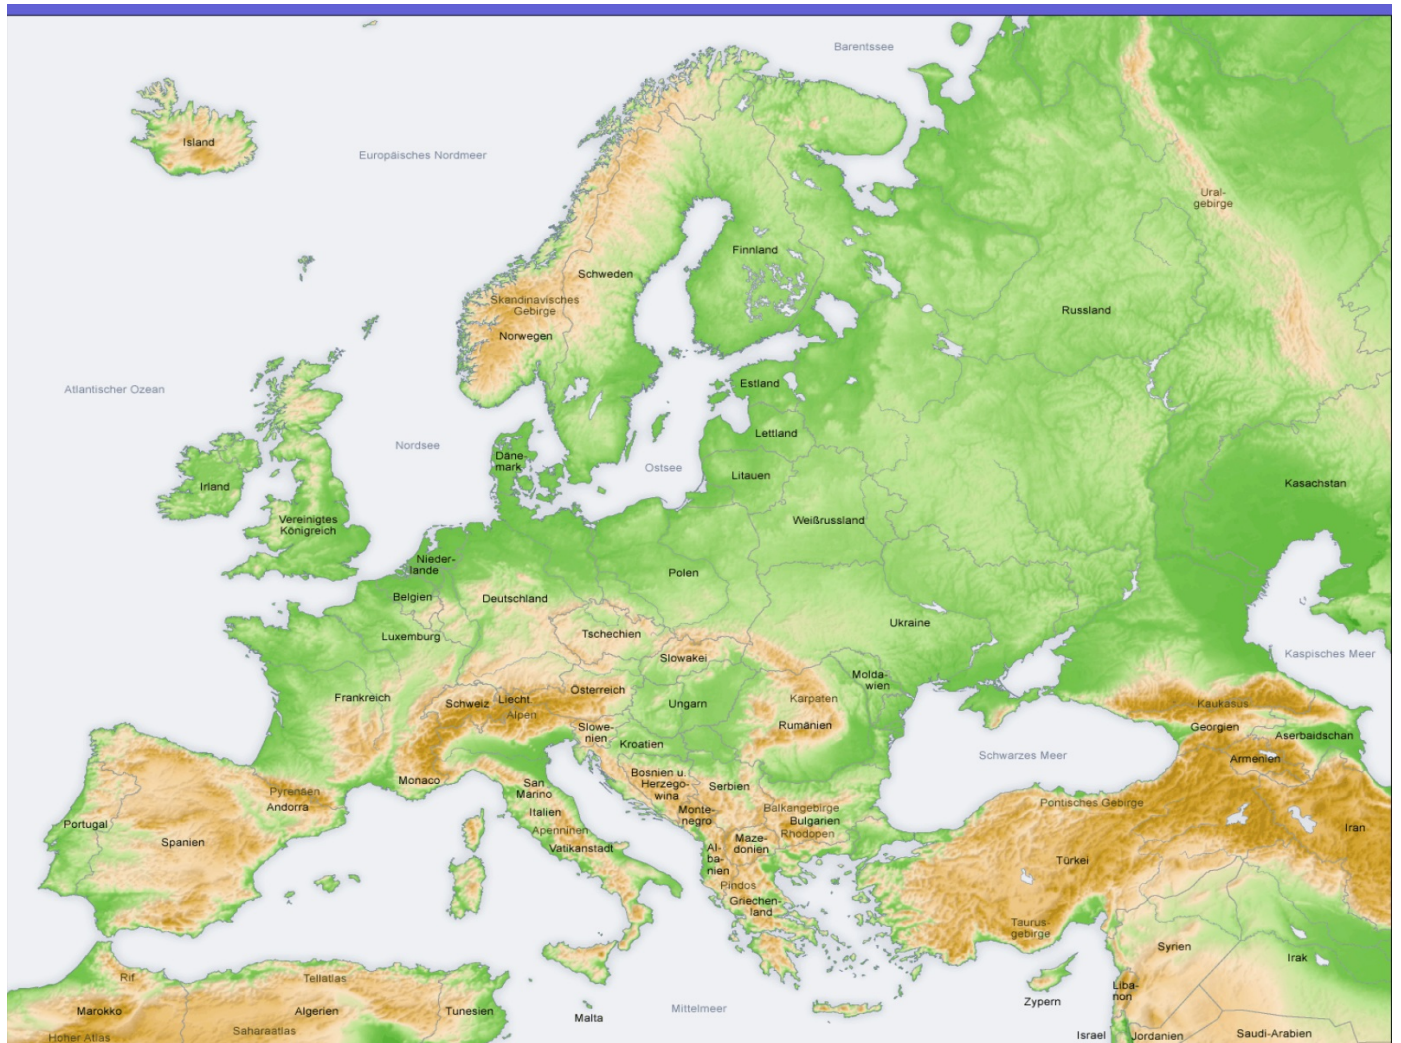 Barentssee
Island
Europäisches Nordmeer
Ural-
gebirge
Finnland
Schweden
Skandinavisches
Gebirge
Russland
Norwegen
Atlantischer Ozean
Estland
Lettland
Nordsee
Däne-
mark
Ostsee
Litauen
Irland
Kasachstan
Vereinigtes
Königreich
Weißrussland
Nieder-
lande
Polen
Belgien
Deutschland
Luxemburg
Tschechien
Ukraine
Slowakei
Kaspisches Meer
Molda-
wien
Frankreich
Schweiz
Liecht.
Österreich
Alpen
Ungarn
Karpaten
Rumänien
Kaukasus
Slowe-
nien
Kroatien
Georgien
Aserbaidschan
Schwarzes Meer
Armenien
Monaco
San
Marino
Bosnien u.
Herzego-
wina
Serbien
Pyrenäen
Andorra
Italien
Monte-
negro
Balkangebirge
Bulgarien
Pontisches Gebirge
Portugal
Spanien
Apenninen
Vatikanstadt
Maze-
donien
Rhodopen
Iran
Al-
ba-
nien
Türkei
Pindos
Griechen-
land
Taurus-
gebirge
Syrien
Irak
Rif
Tellatlas
Marokko
Algerien
Tunesien
Malta
Mittelmeer
Zypern
Liba-
non
Hoher Atlas
Saharaatlas
Israel
Jordanien
Saudi-Arabien